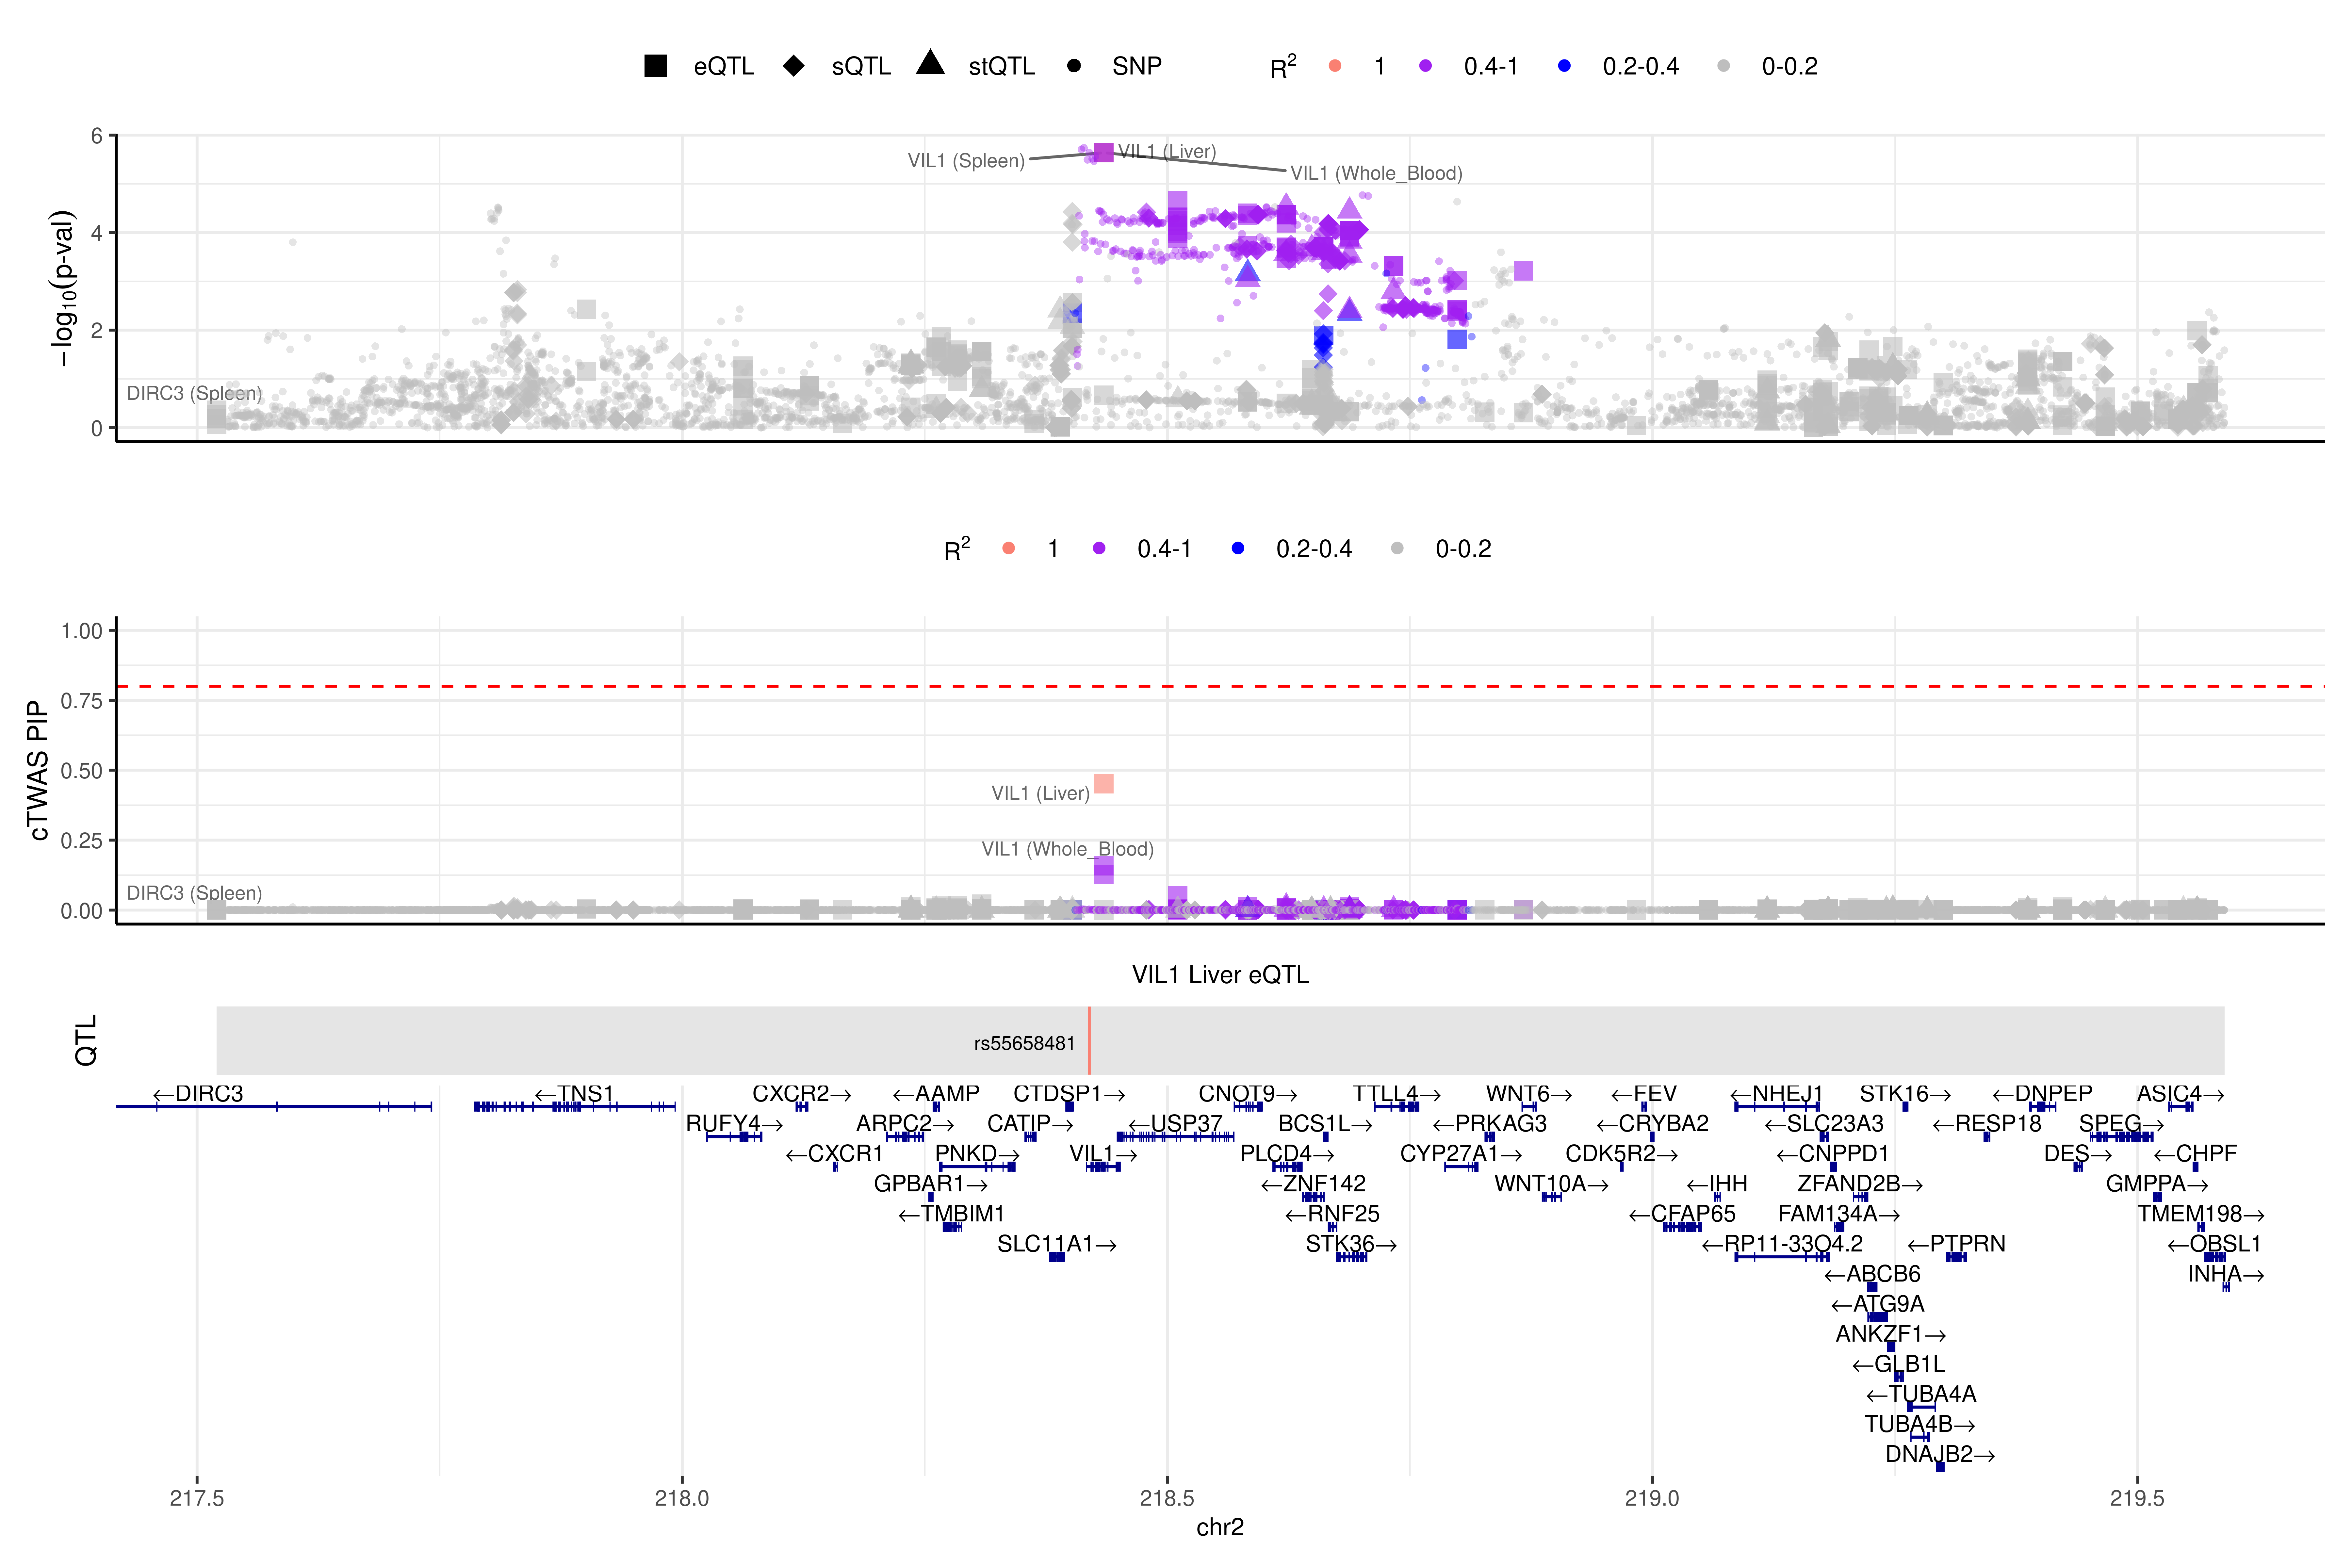 eQTL sQTL stQTL SNP R² 1 0.4-1 0.2-0.4 0-0.2
6
4
2
0
−log₁₀(p-val)
VIL1 (Spleen)
VIL1 (Liver)
VIL1 (Whole_Blood)
DIRC3 (Spleen)
R² 1 0.4-1 0.2-0.4 0-0.2
1.00
0.75
0.50
0.25
0.00
cTWAS PIP
VIL1 (Liver)
VIL1 (Whole_Blood)
DIRC3 (Spleen)
VIL1 Liver eQTL
QTL
rs55658481
←DIRC3 ←TNS1 CXCR2→ ←AAMP CTDSP1→ CNOT9→ TTLL4→ WNT6→ ←FEV ←NHEJ1 STK16→ ←DNPEP ASIC4→
RUFY4→ ARPC2→ CATIP→ ←USP37 BCS1L→ ←PRKAG3 ←CRYBA2 ←SLC23A3 ←RESP18 SPEG→
←CXCR1 PNKD→ VIL1→ PLCD4→ CYP27A1→ CDK5R2→ ←CNPPD1 DES→ ←CHPF
GPBAR1→ ←ZNF142 WNT10A→ ←IHH ZFAND2B→ GMPPA→
←TMBIM1 ←RNF25 ←CFAP65 FAM134A→ TMEM198→
SLC11A1→ STK36→ ←RP11-33O4.2 ←PTPRN ←OBSL1
←ABCB6 INHA→
←ATG9A
ANKZF1→
←GLB1L
←TUBA4A
TUBA4B→
DNAJB2→
217.5 218.0 218.5 219.0 219.5
chr2